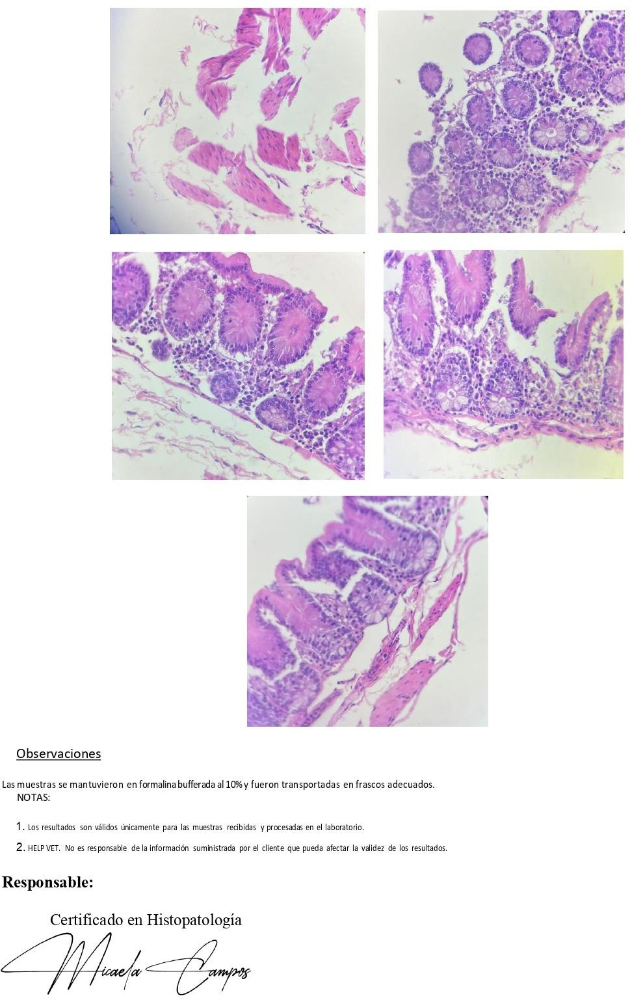 Observaciones
Las muestras se mantuvieron en formalina bufferada al 10% y fueron transportadas en frascos adecuados.
NOTAS:
1. Los resultados son válidos únicamente para las muestras recibidas y procesadas en el laboratorio.
2. HELP VET. No es responsable de la información suministrada por el cliente que pueda afectar la validez de los resultados.
Responsable:
Certificado en Histopatología
Micaela Campos